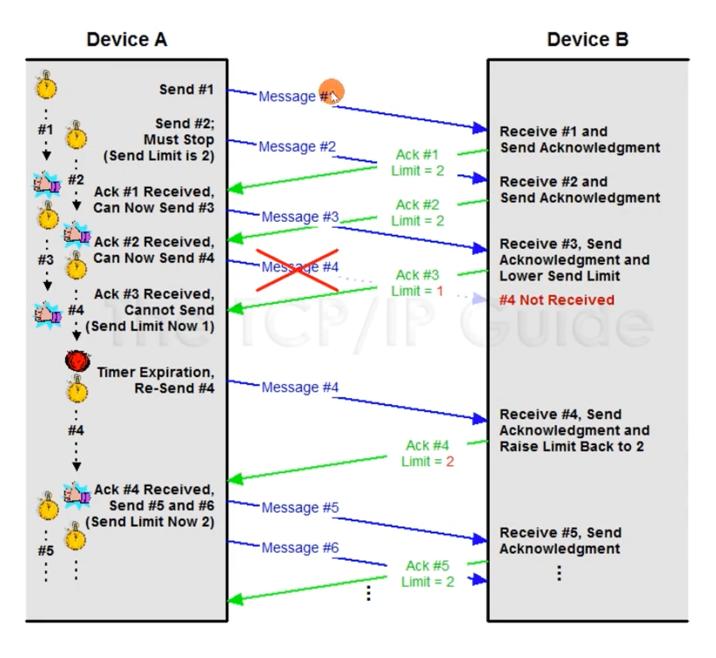 Device A
Device B
Send #1
Message #1
#1
Send #2;
Must Stop
(Send Limit is 2)
Message #2
Receive #1 and
Send Acknowledgment
Ack #1
Limit = 2
#2
Ack #1 Received,
Can Now Send #3
Receive #2 and
Send Acknowledgment
Message #3
Ack #2
Limit = 2
#3
Ack #2 Received,
Can Now Send #4
Message #4
Receive #3, Send
Acknowledgment and
Lower Send Limit
Ack #3
Limit = 1
#4 Not Received
#4
Ack #3 Received,
Cannot Send
(Send Limit Now 1)
The TCP/IP Guide
Timer Expiration,
Re-Send #4
Message #4
#4
Receive #4, Send
Acknowledgment and
Raise Limit Back to 2
Ack #4
Limit = 2
Ack #4 Received,
Send #5 and #6
(Send Limit Now 2)
Message #5
#5
Message #6
Receive #5, Send
Acknowledgment
Ack #5
Limit = 2